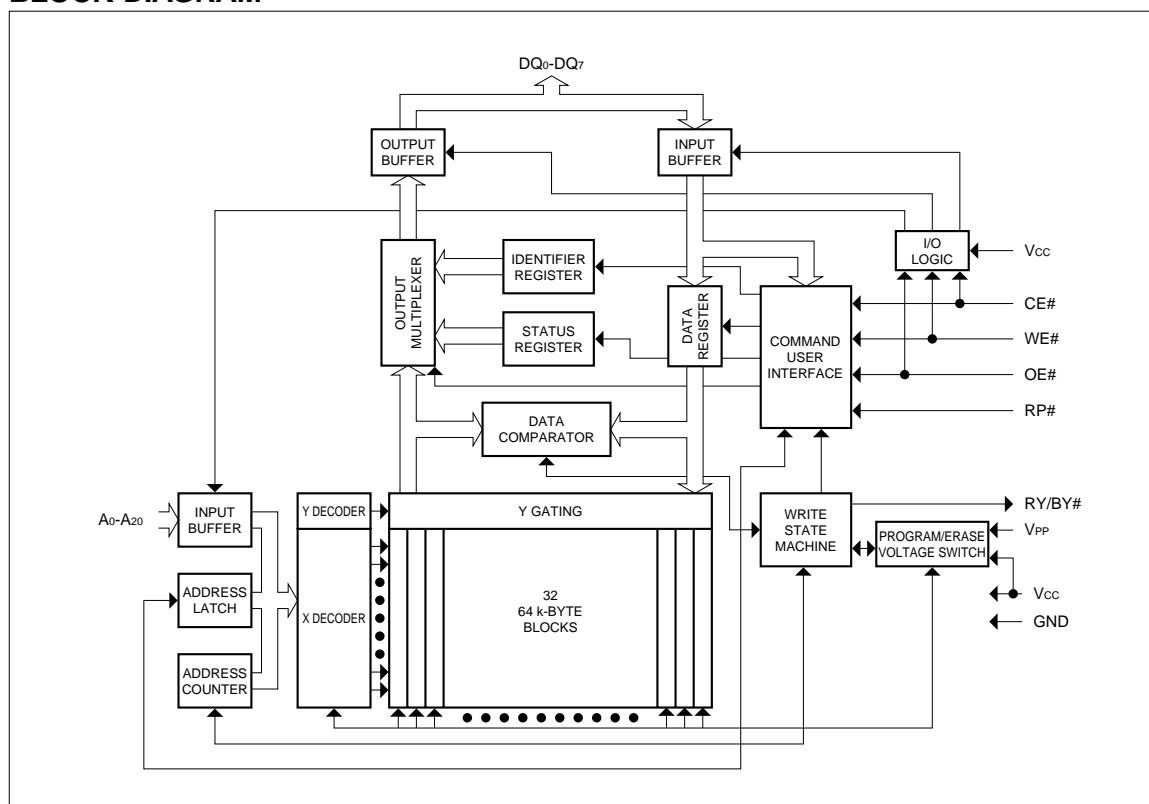 BLOCK DIAGRAM
DQ0-DQ7
OUTPUT
BUFFER
INPUT
BUFFER
I/O
LOGIC
VCC
OUTPUT
MULTIPLEXER
IDENTIFIER
REGISTER
STATUS
REGISTER
DATA
REGISTER
COMMAND
USER
INTERFACE
CE#
WE#
OE#
RP#
DATA
COMPARATOR
A0-A20
INPUT
BUFFER
Y DECODER
Y GATING
WRITE
STATE
MACHINE
RY/BY#
VPP
PROGRAM/ERASE
VOLTAGE SWITCH
VCC
GND
ADDRESS
LATCH
X DECODER
32
64 k-BYTE
BLOCKS
ADDRESS
COUNTER